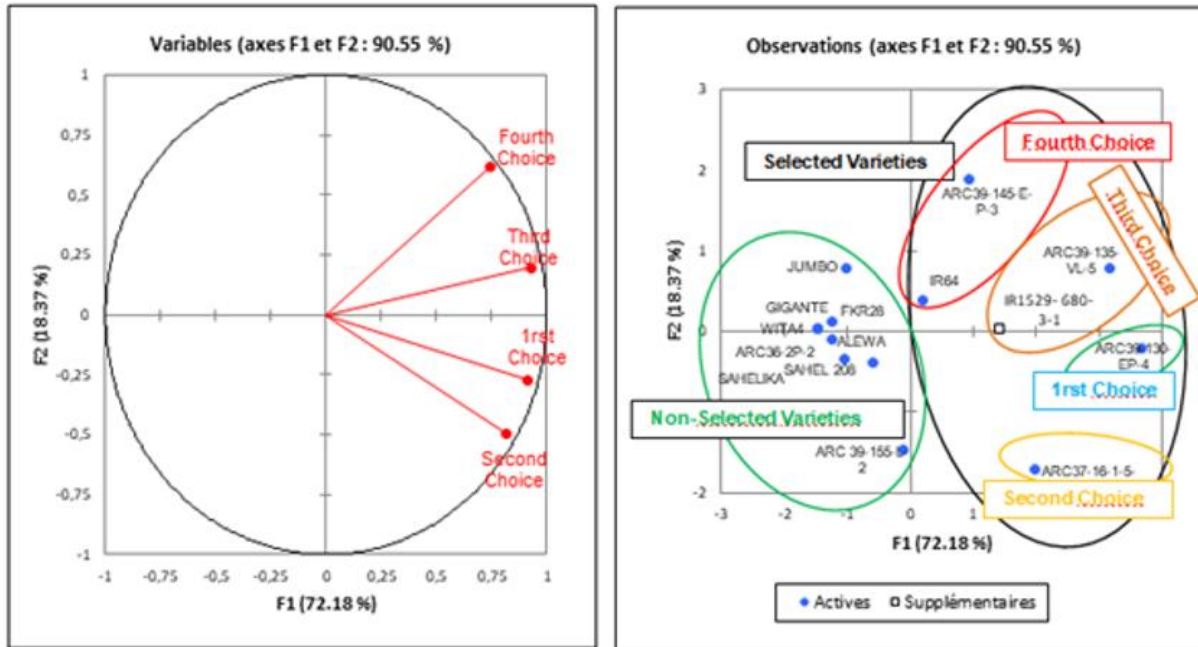 Variables (axes F1 et F2 : 90.55 %)
F2 (18.37 %)
1
0,75
0,5
0,25
0
-0,25
-0,5
-0,75
-1
Fourth
Choice
Third
Choice
1rst
Choice
Second
Choice
-1
-0,75
-0,5
-0,25
0
0,25
0,5
0,75
1
F1 (72.18 %)
Observations (axes F1 et F2 : 90.55 %)
F2 (18.37 %)
3
2
1
0
-1
-2
Fourth Choice
Selected Varieties
ARC39-145-E-
P-3
Third Choice
ARC39-135-
VL-5
JUMBO
IR64
IR1529- 680-
3-1
GIGANTE
FKR28
WITA4
ALEWA
ARC36-2P-2
SAHEL 208
SAHELIKA
ARC39-130-
EP-4
1rst Choice
Non-Selected Varieties
ARC 39-155-
2
ARC37-16-1-5-
Second Choice
-3
-2
-1
0
1
F1 (72.18 %)
Actives
Supplémentaires